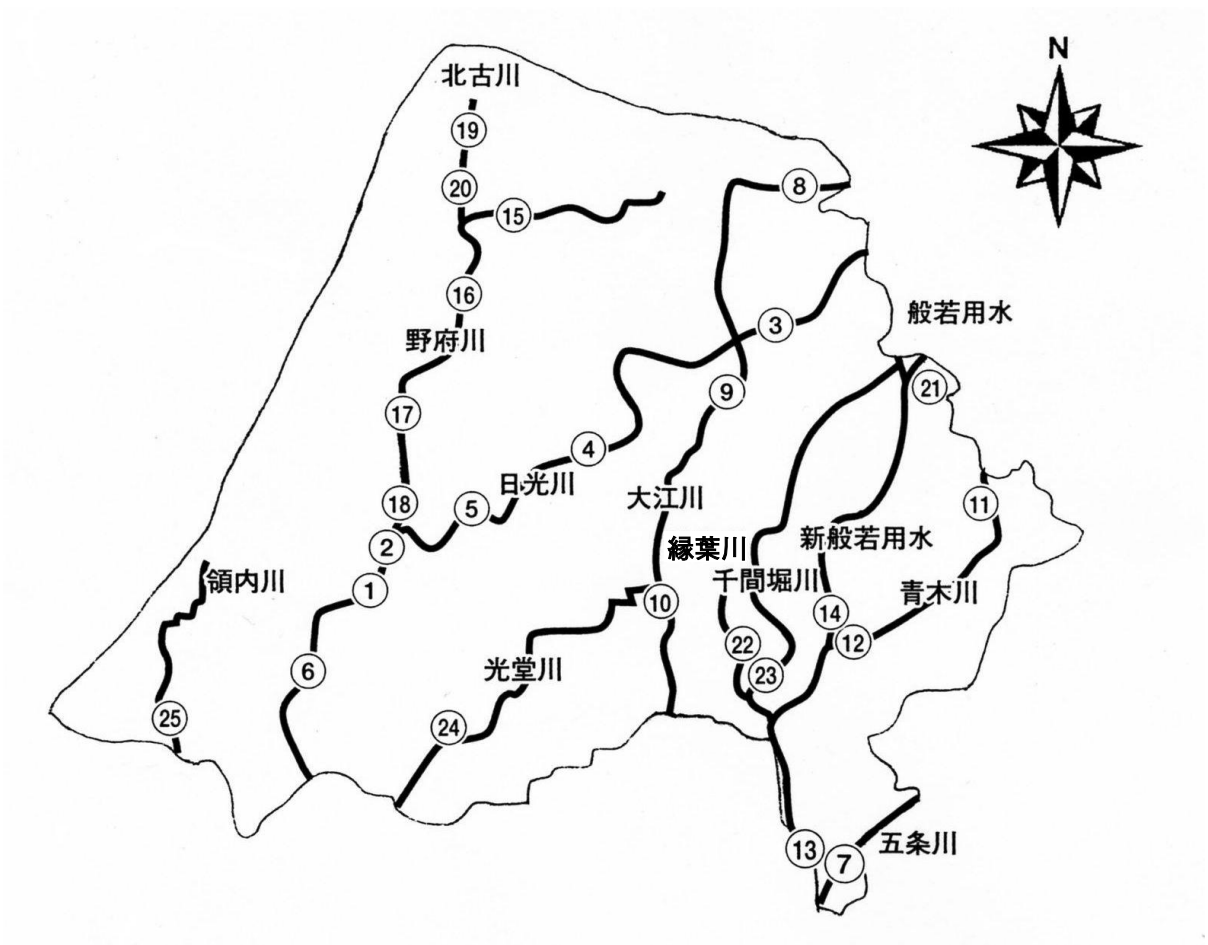 N
北古川
⑲
⑳
⑮
⑧
⑯
③
般若用水
野府川
⑨
㉑
⑰
④
日光川
大江川
⑪
⑱
⑤
②
縁葉川
新般若用水
領内川
千間堀川
青木川
①
⑩
⑭
⑫
㉒
⑥
光堂川
㉓
㉕
㉔
⑬
⑦
五条川